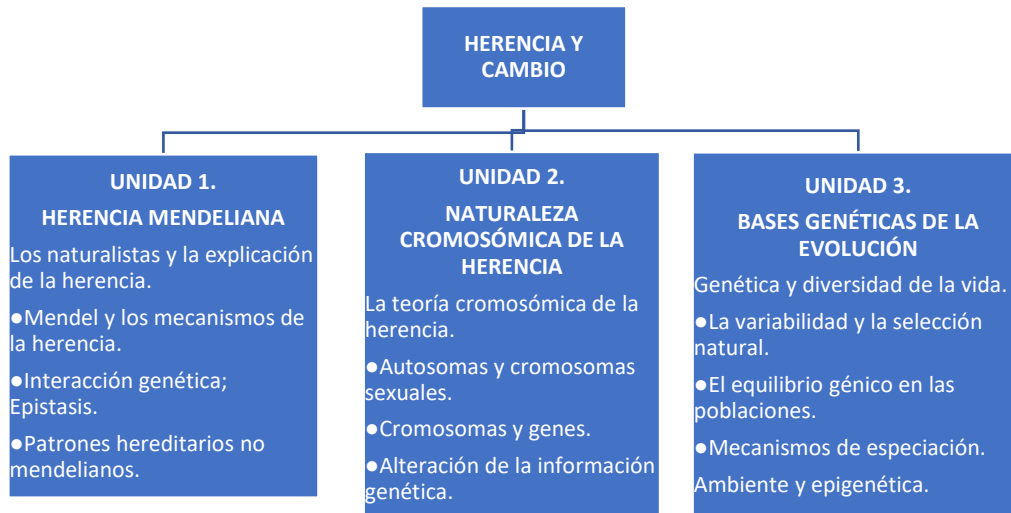 HERENCIA Y
CAMBIO
UNIDAD 1.
HERENCIA MENDELIANA
Los naturalistas y la explicación
de la herencia.
●Mendel y los mecanismos de
la herencia.
●Interacción genética;
Epistasis.
●Patrones hereditarios no
mendelianos.
UNIDAD 2.
NATURALEZA
CROMOSÓMICA DE LA
HERENCIA
La teoría cromosómica de la
herencia.
●Autosomas y cromosomas
sexuales.
●Cromosomas y genes.
●Alteración de la información
genética.
UNIDAD 3.
BASES GENÉTICAS DE LA
EVOLUCIÓN
Genética y diversidad de la vida.
●La variabilidad y la selección
natural.
●El equilibrio génico en las
poblaciones.
●Mecanismos de especiación.
Ambiente y epigenética.